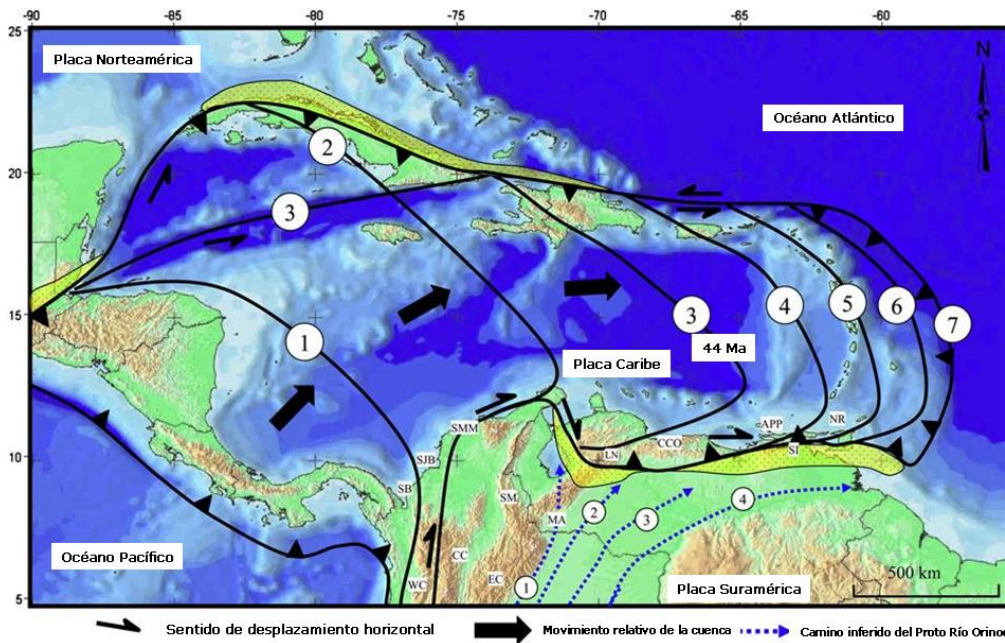 -90 -85 -80 -75 -70 -65 -60
25
Placa Norteamérica
N
Océano Atlántico
2
20
3
15
1
3
4
5
6
7
44 Ma
Placa Caribe
SMM
SJB
SB
LN
CCO
APP
NR
SI
10
SM
MA
CC
EC
WC
1
2
3
4
Océano Pacífico
Placa Suramérica
500 km
5
Sentido de desplazamiento horizontal
Movimiento relativo de la cuenca
Camino inferido del Proto Río